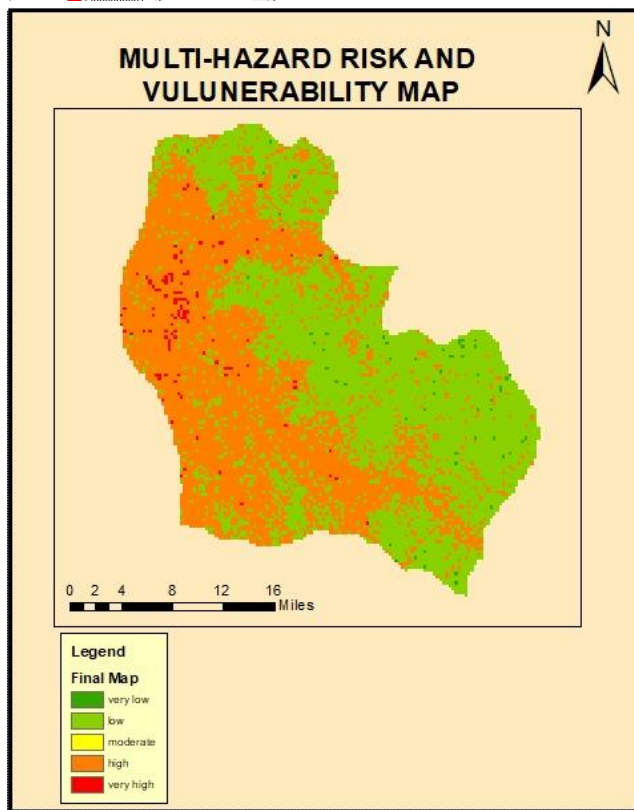 N
MULTI-HAZARD RISK AND
VULUNERABILITY MAP
0 2 4 8 12 16
Miles
Legend
Final Map
very low
low
moderate
high
very high